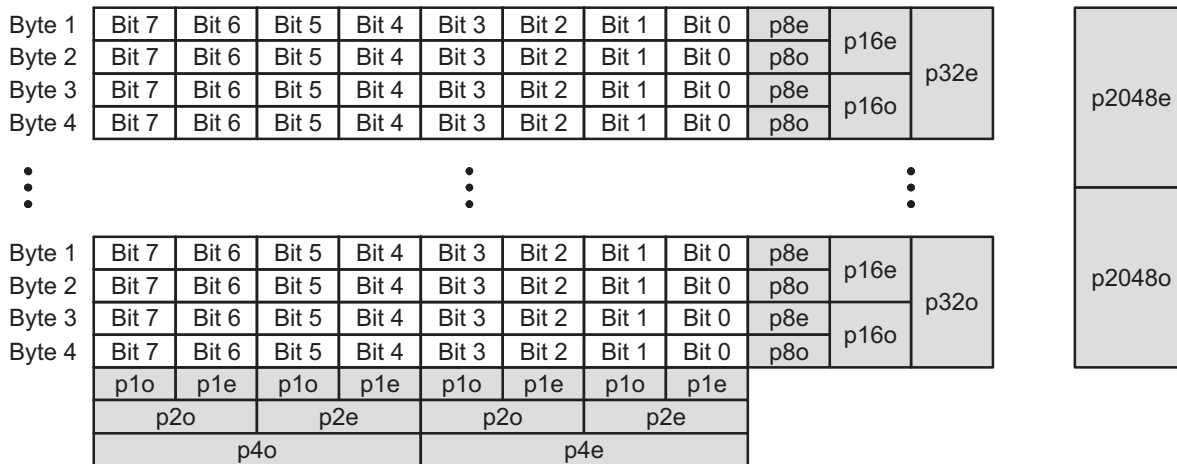 Byte 1 Bit 7 Bit 6 Bit 5 Bit 4 Bit 3 Bit 2 Bit 1 Bit 0 p8e p16e p32e p2048e
Byte 2 Bit 7 Bit 6 Bit 5 Bit 4 Bit 3 Bit 2 Bit 1 Bit 0 p8o
Byte 3 Bit 7 Bit 6 Bit 5 Bit 4 Bit 3 Bit 2 Bit 1 Bit 0 p8e p16o
Byte 4 Bit 7 Bit 6 Bit 5 Bit 4 Bit 3 Bit 2 Bit 1 Bit 0 p8o
Byte 1 Bit 7 Bit 6 Bit 5 Bit 4 Bit 3 Bit 2 Bit 1 Bit 0 p8e p16e p32o p2048o
Byte 2 Bit 7 Bit 6 Bit 5 Bit 4 Bit 3 Bit 2 Bit 1 Bit 0 p8o
Byte 3 Bit 7 Bit 6 Bit 5 Bit 4 Bit 3 Bit 2 Bit 1 Bit 0 p8e p16o
Byte 4 Bit 7 Bit 6 Bit 5 Bit 4 Bit 3 Bit 2 Bit 1 Bit 0 p8o
p1o p1e p1o p1e p1o p1e p1o p1e
p2o p2e p2o p2e
p4o p4e